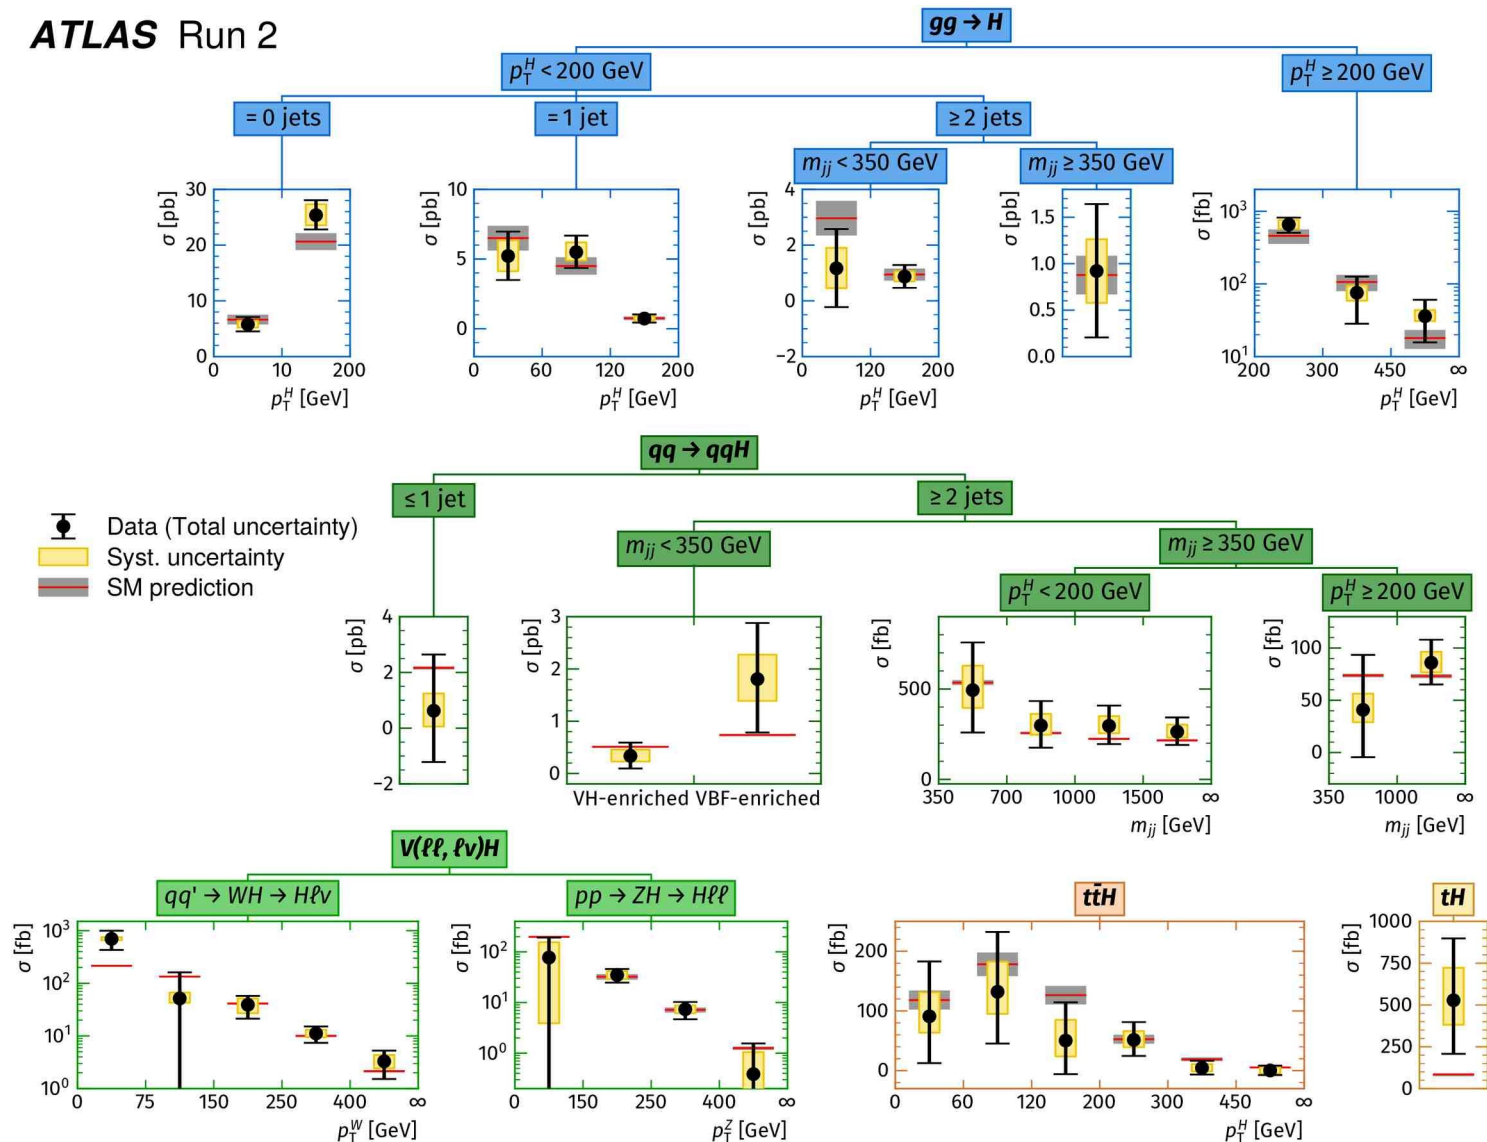 ATLAS Run 2
gg → H
p_T^H < 200 GeV
p_T^H ≥ 200 GeV
= 0 jets
= 1 jet
≥ 2 jets
m_jj < 350 GeV
m_jj ≥ 350 GeV
σ [pb]
30
20
10
0
0 10 200
p_T^H [GeV]
σ [pb]
10
5
0
0 60 120 200
p_T^H [GeV]
σ [pb]
4
2
0
−2
0 120 200
p_T^H [GeV]
σ [pb]
1.5
1.0
0.5
0.0
σ [fb]
10^3
10^2
10^1
200 300 450 ∞
p_T^H [GeV]
qq → qqH
≤ 1 jet
≥ 2 jets
m_jj < 350 GeV
m_jj ≥ 350 GeV
p_T^H < 200 GeV
p_T^H ≥ 200 GeV
Data (Total uncertainty)
Syst. uncertainty
SM prediction
σ [pb]
4
2
0
−2
σ [pb]
3
2
1
0
VH-enriched VBF-enriched
σ [fb]
500
0
350 700 1000 1500 ∞
m_jj [GeV]
σ [fb]
100
50
0
350 1000 ∞
m_jj [GeV]
V(ℓℓ, ℓν)H
qq' → WH → Hℓν
pp → ZH → Hℓℓ
tt̄H
tH
σ [fb]
10^3
10^2
10^1
10^0
0 75 150 250 400 ∞
p_T^W [GeV]
σ [fb]
10^2
10^1
10^0
0 150 250 400 ∞
p_T^Z [GeV]
σ [fb]
200
100
0
0 60 120 200 300 450 ∞
p_T^H [GeV]
σ [fb]
1000
750
500
250
0